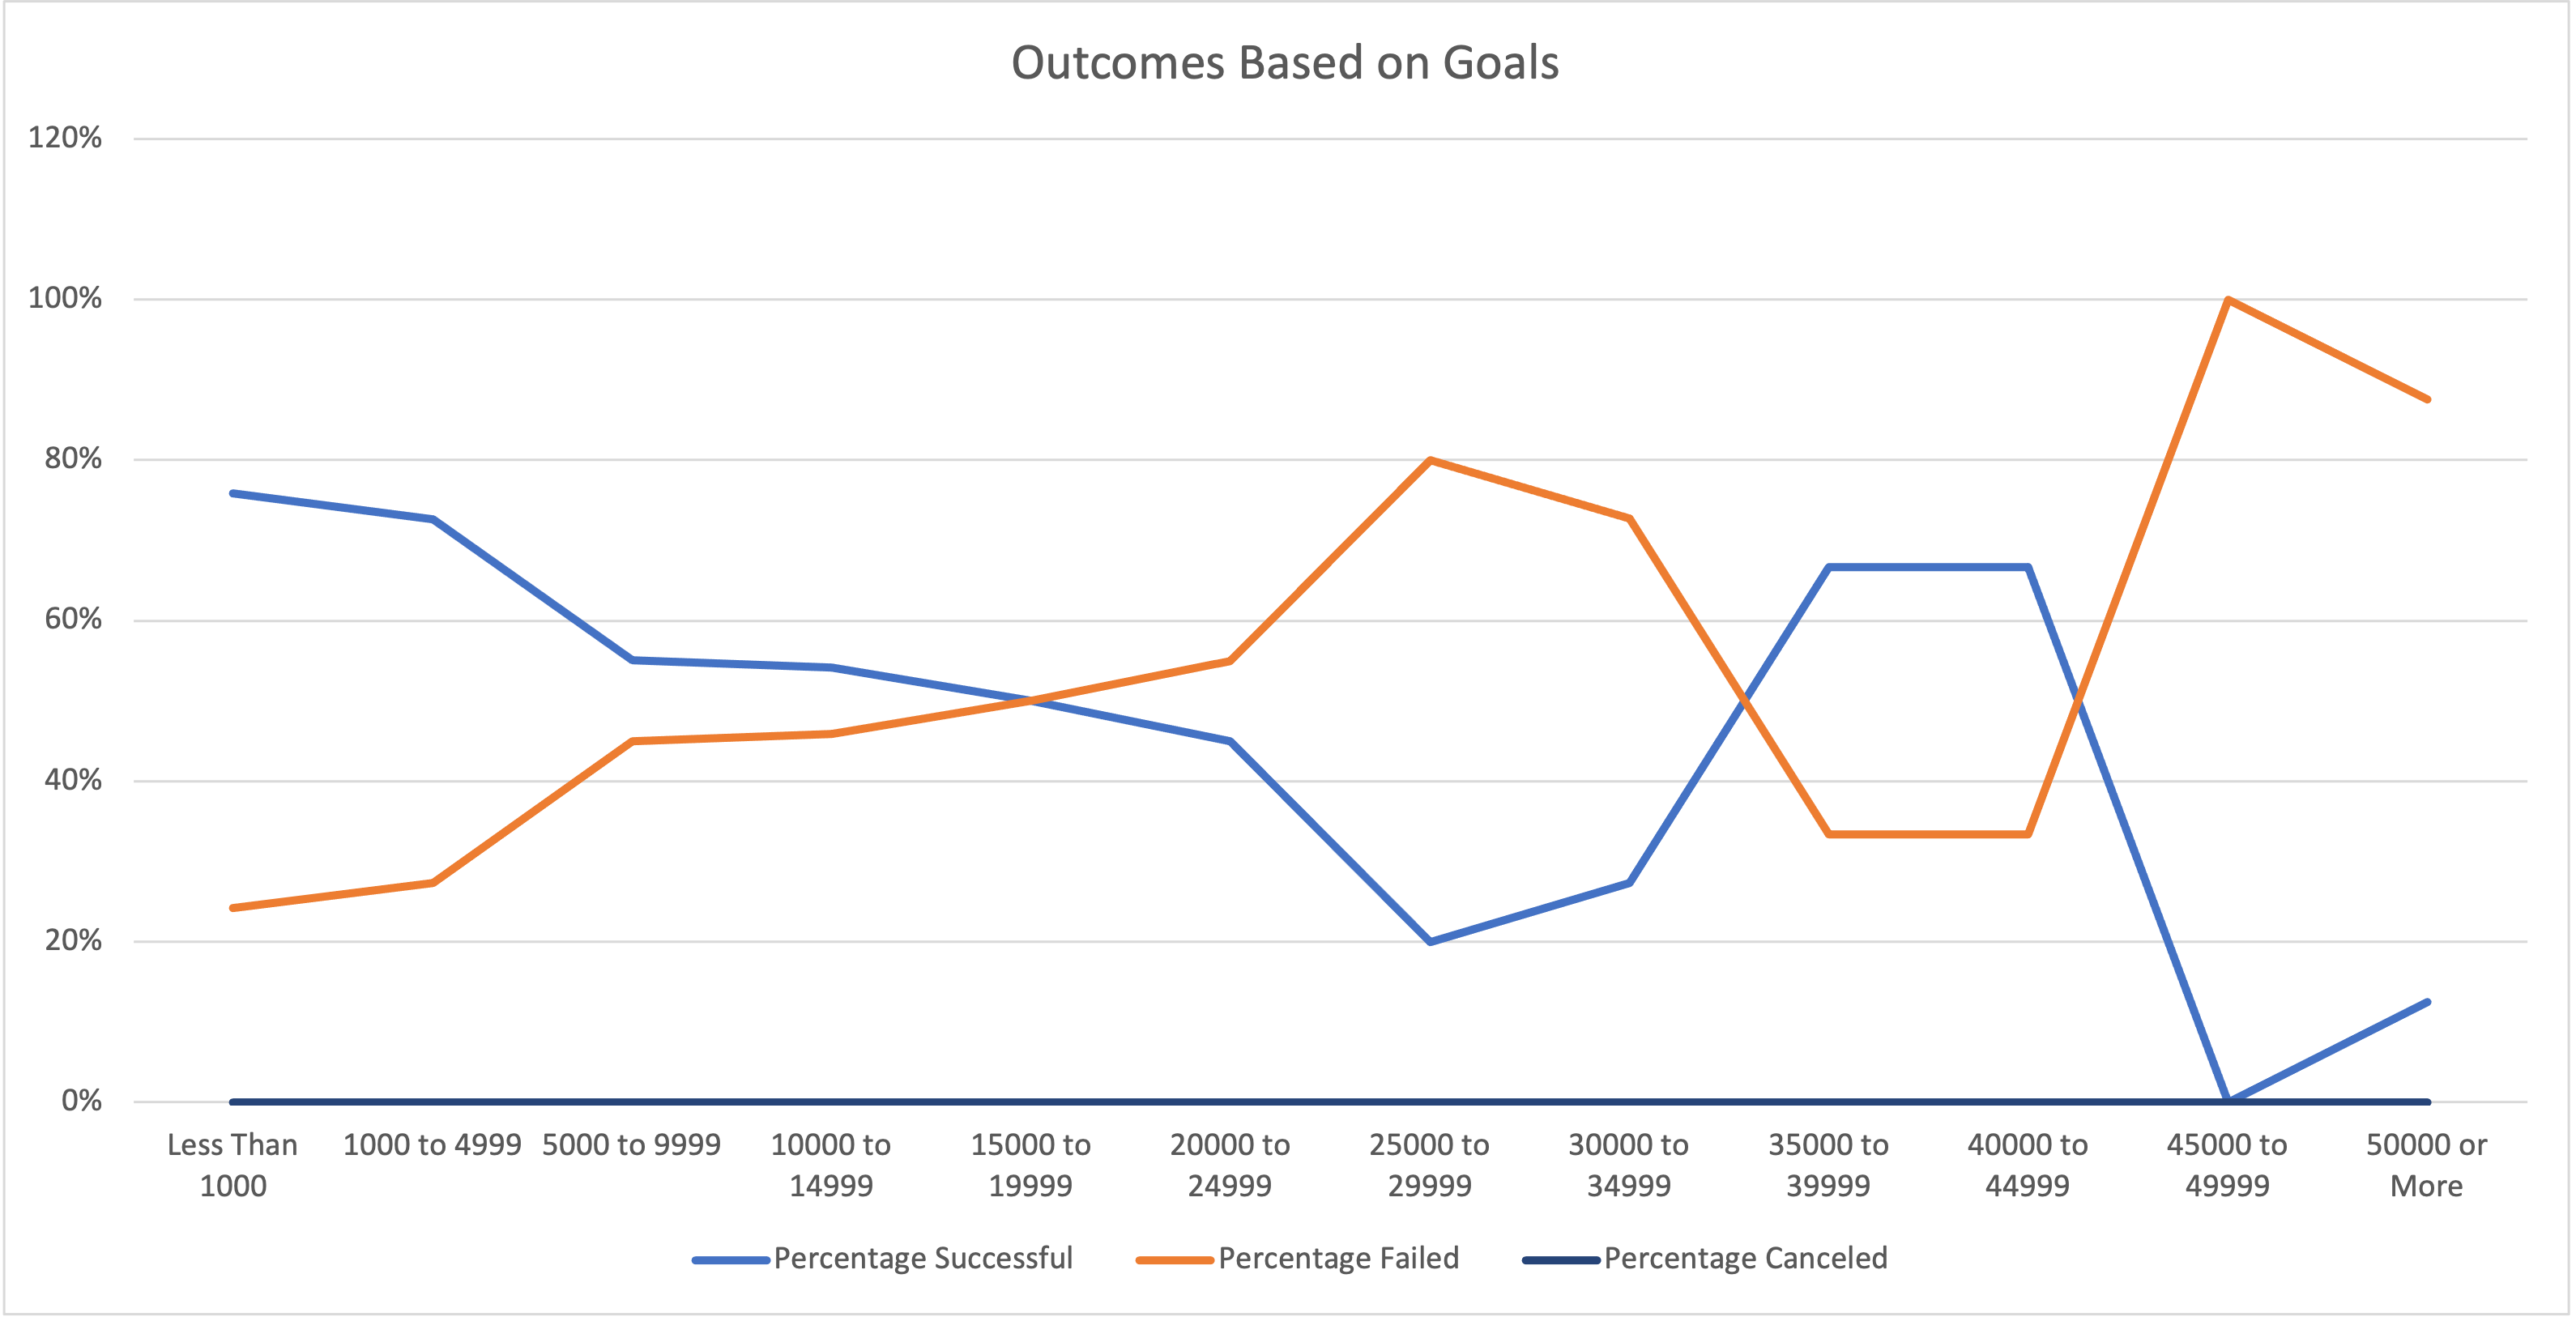 Outcomes Based on Goals
120%
100%
80%
60%
40%
20%
0%
Less Than
1000
1000 to 4999
5000 to 9999
10000 to
14999
15000 to
19999
20000 to
24999
25000 to
29999
30000 to
34999
35000 to
39999
40000 to
44999
45000 to
49999
50000 or
More
Percentage Successful
Percentage Failed
Percentage Canceled